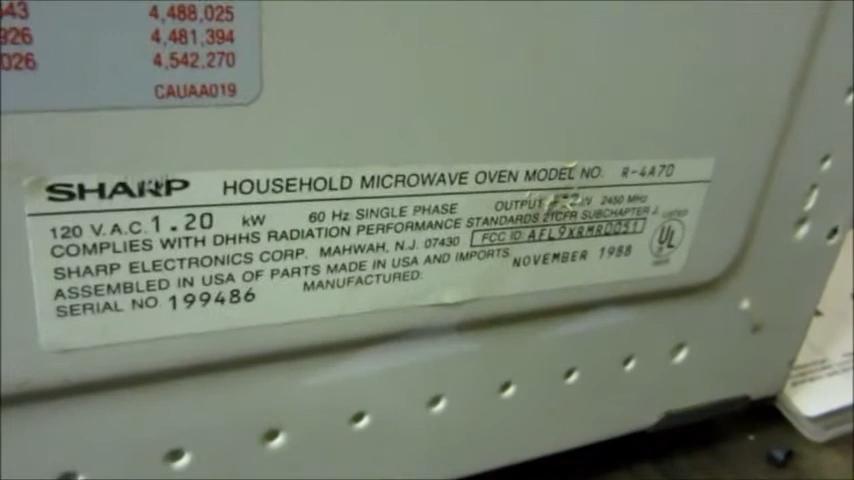 643 4,488,025
926 4,481,394
026 4,542,270
CAUAA019
SHARP HOUSEHOLD MICROWAVE OVEN MODEL NO. R-4A70
120 V.A.C. 1.20 kW 60 Hz SINGLE PHASE OUTPUT 2450 MHz
COMPLIES WITH DHHS RADIATION PERFORMANCE STANDARDS 21CFR SUBCHAPTER J.
SHARP ELECTRONICS CORP. MAHWAH, N.J. 07430 FCC ID: AFL9XRMR0051 LISTED UL
ASSEMBLED IN USA OF PARTS MADE IN USA AND IMPORTS NOVEMBER 1988
SERIAL NO. 199486 MANUFACTURED: